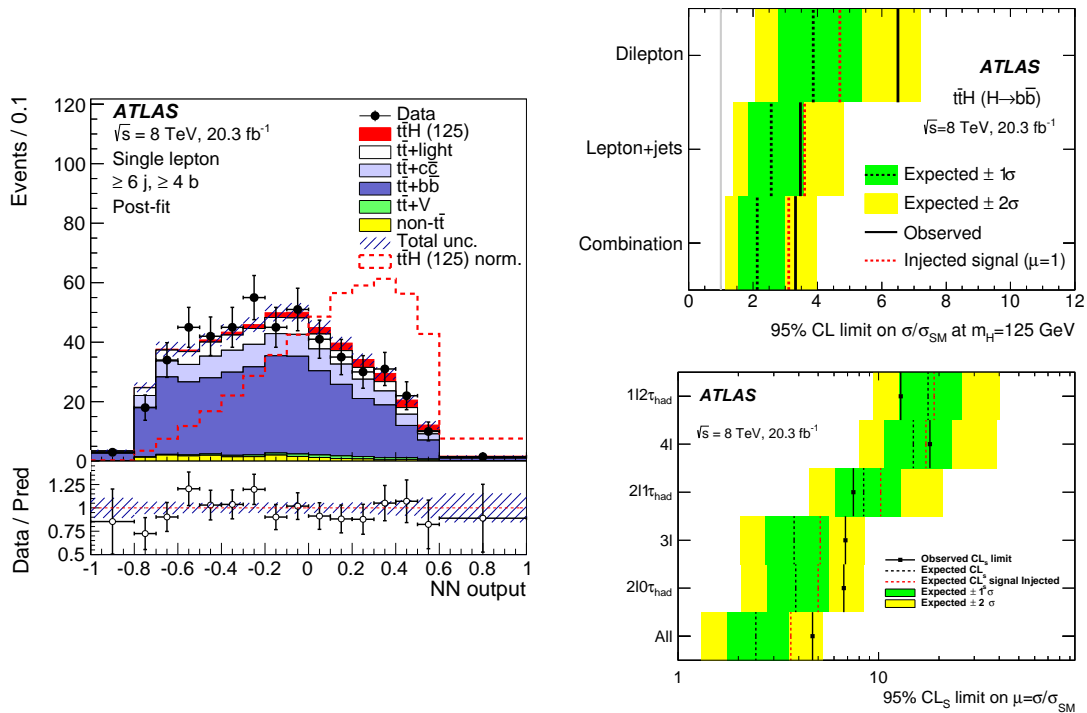 Events / 0.1
120
100
80
60
40
20
0
ATLAS
√s = 8 TeV, 20.3 fb⁻¹
Single lepton
≥ 6 j, ≥ 4 b
Post-fit
Data
tt̄H (125)
tt̄+light
tt̄+cc̄
tt̄+bb̄
tt̄+V
non-tt̄
Total unc.
tt̄H (125) norm.
Data / Pred
1.25
1
0.75
0.5
-1 -0.8 -0.6 -0.4 -0.2 0 0.2 0.4 0.6 0.8 1
NN output
Dilepton
Lepton+jets
Combination
ATLAS
tt̄H (H→bb̄)
√s=8 TeV, 20.3 fb⁻¹
Expected ± 1σ
Expected ± 2σ
Observed
Injected signal (μ=1)
0 2 4 6 8 10 12
95% CL limit on σ/σSM at mH=125 GeV
ATLAS
√s = 8 TeV, 20.3 fb⁻¹
1l2τhad
4l
2l1τhad
3l
2l0τhad
All
Observed CLs limit
Expected CLs
Expected CLs signal Injected
Expected ± 1 σ
Expected ± 2 σ
1 10
95% CLS limit on μ=σ/σSM